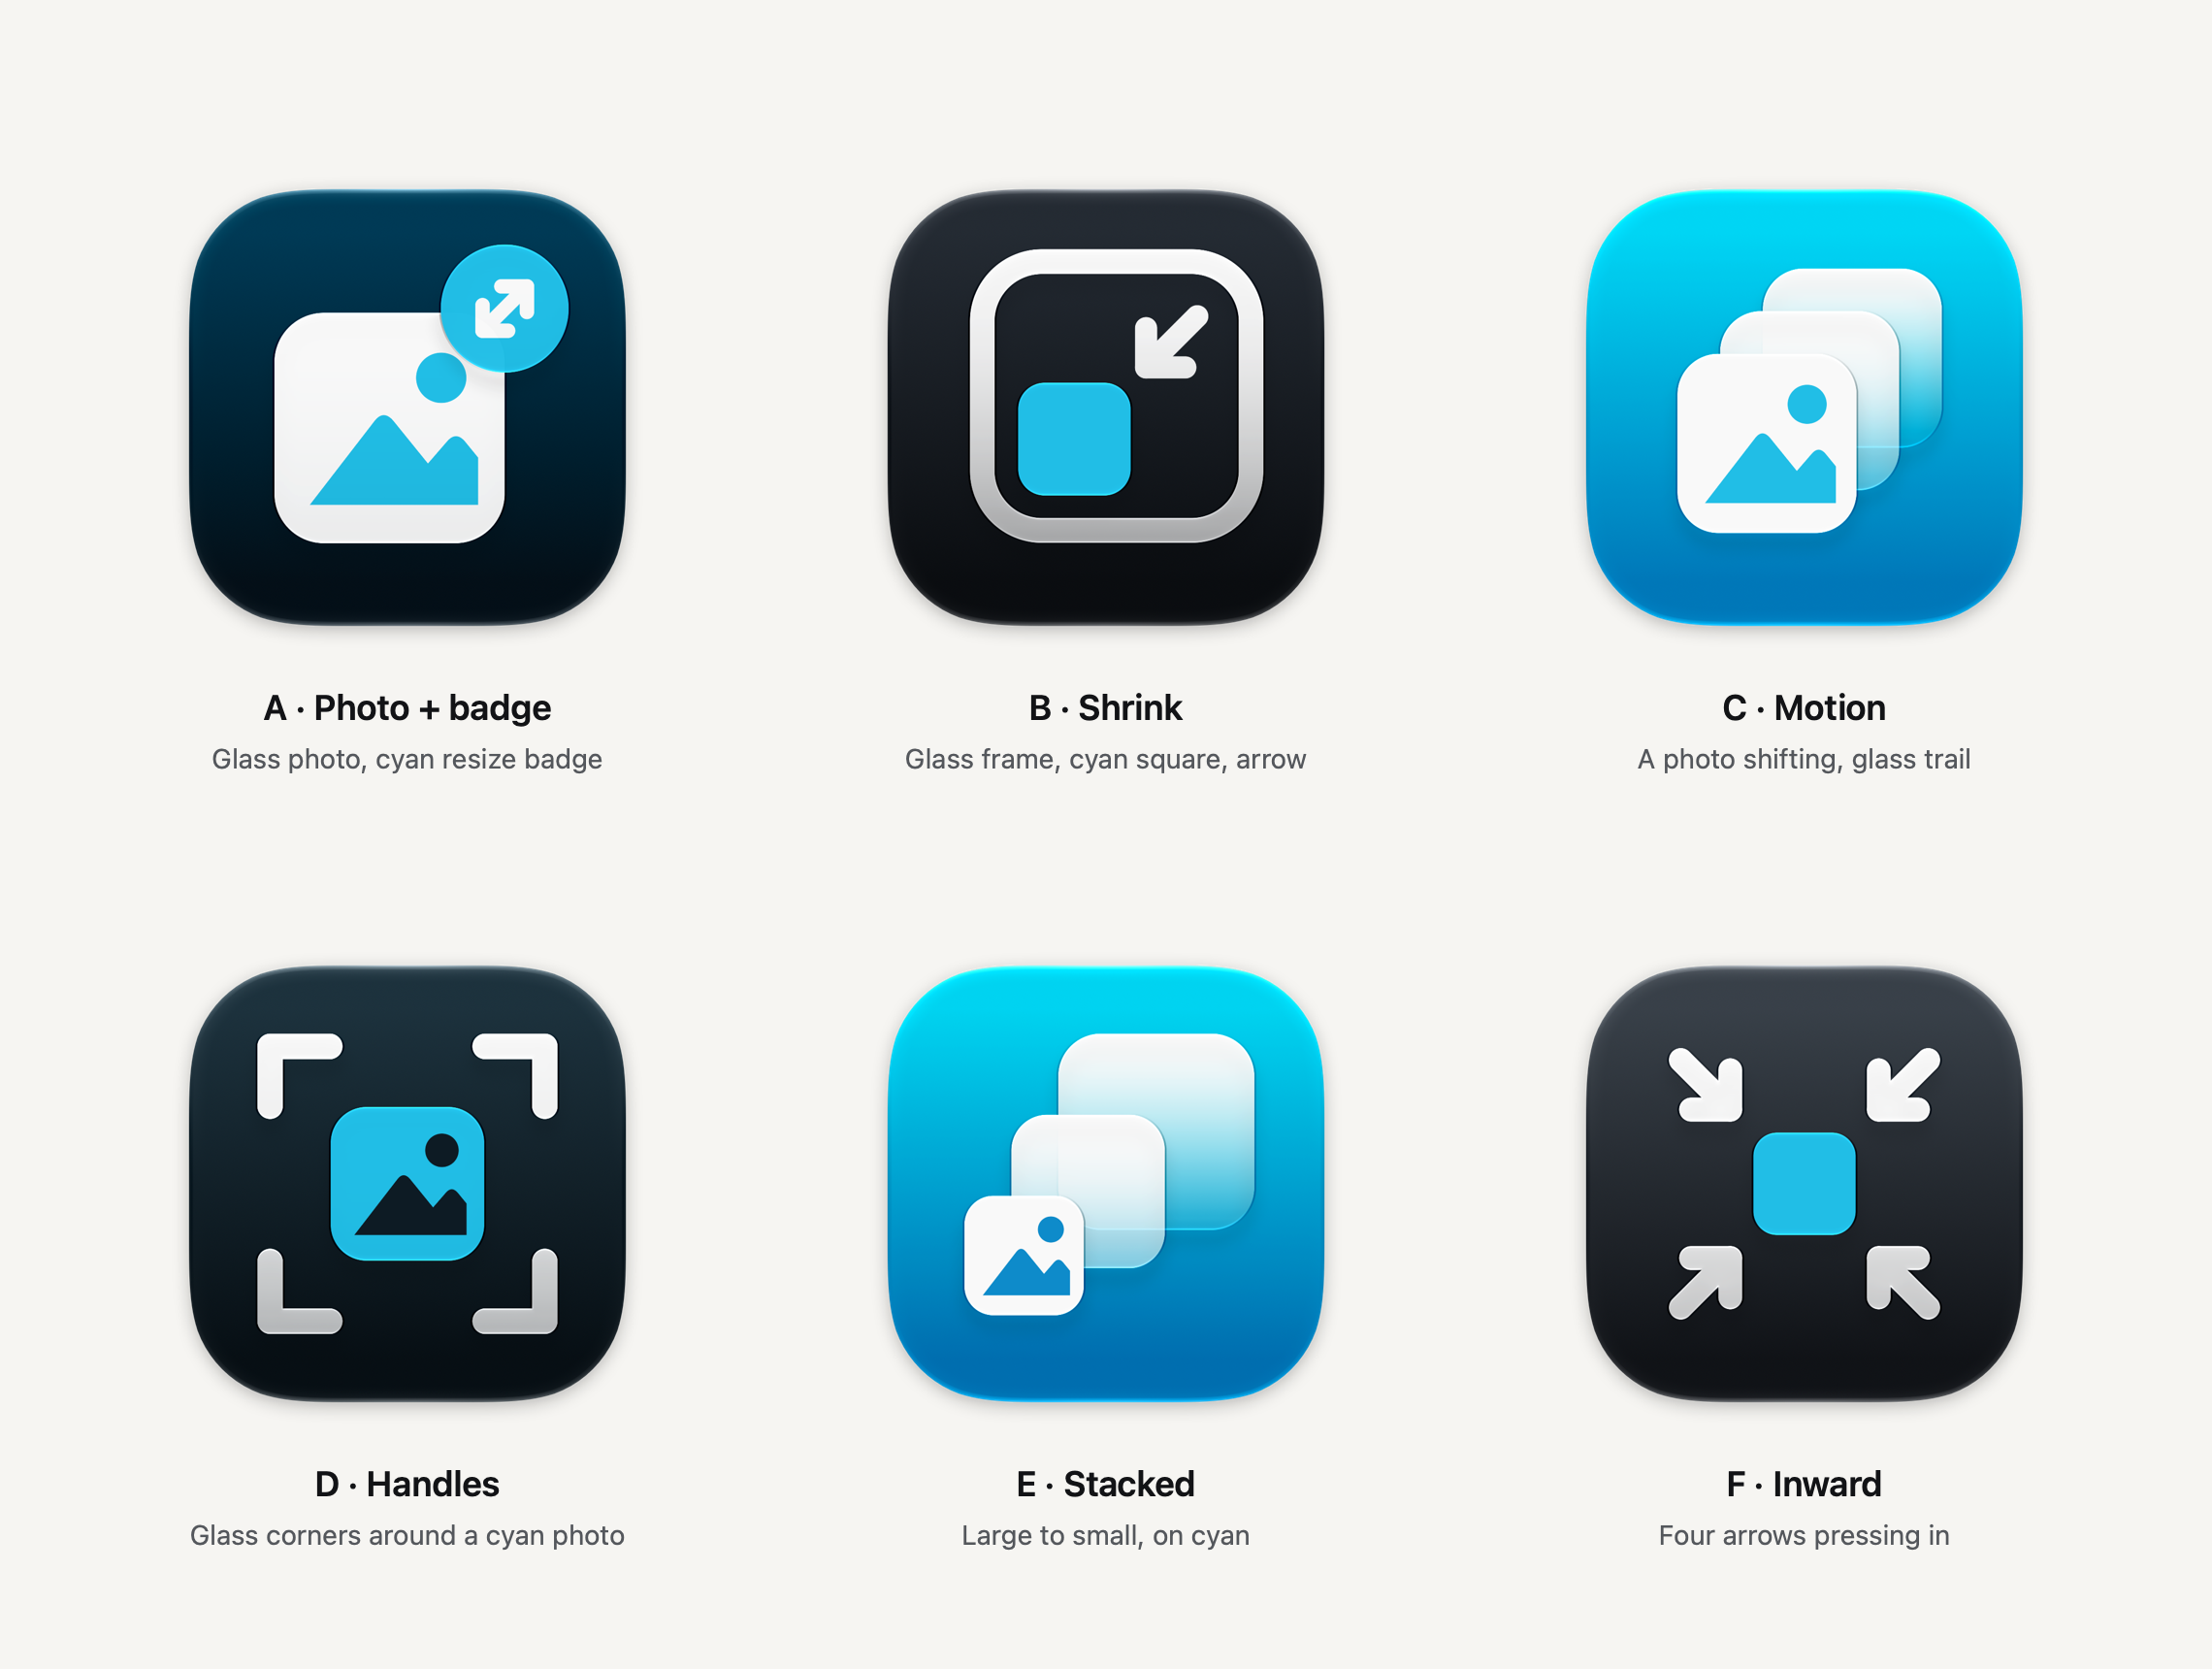 A · Photo + badge
Glass photo, cyan resize badge
B · Shrink
Glass frame, cyan square, arrow
C · Motion
A photo shifting, glass trail
D · Handles
Glass corners around a cyan photo
E · Stacked
Large to small, on cyan
F · Inward
Four arrows pressing in